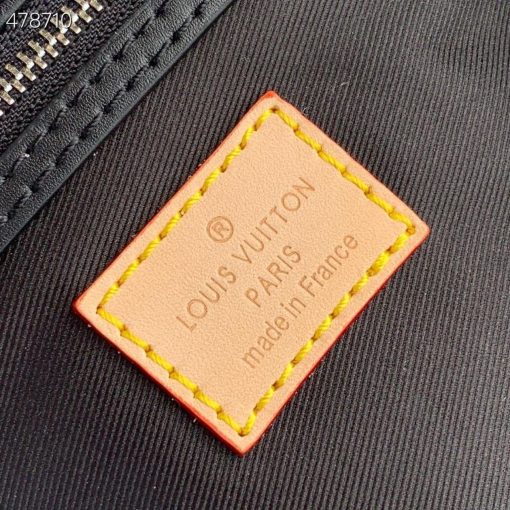 478710
®
LOUIS VUITTON
PARIS
made in France